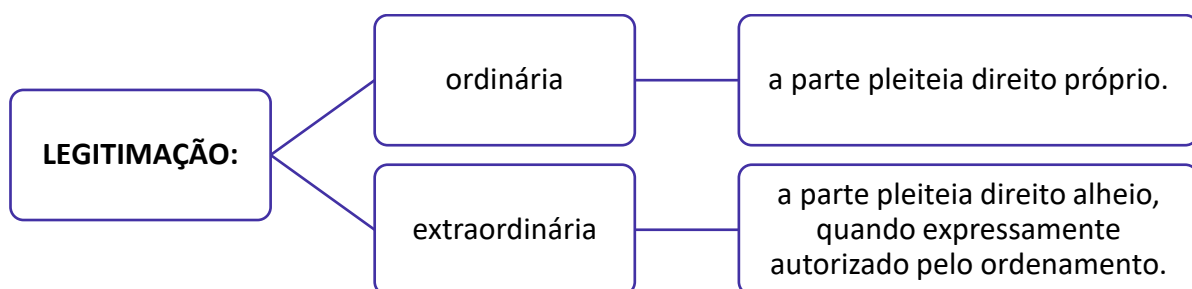 LEGITIMAÇÃO:
ordinária
a parte pleiteia direito próprio.
extraordinária
a parte pleiteia direito alheio,
quando expressamente
autorizado pelo ordenamento.